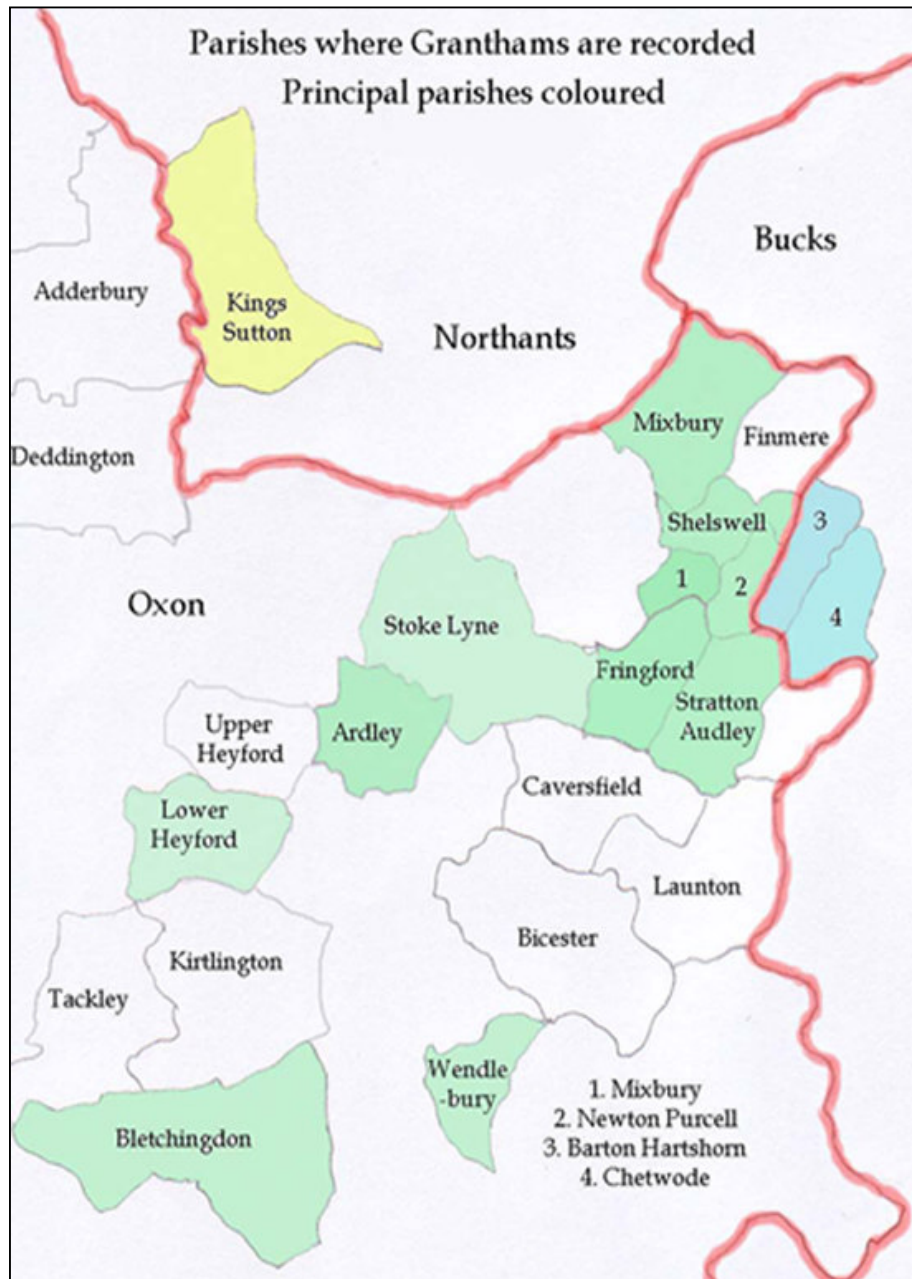 Parishes where Granthams are recorded
Principal parishes coloured
Bucks
Adderbury
Kings
Sutton
Northants
Mixbury
Finmere
Deddington
Shelswell
3
1
2
4
Oxon
Stoke Lyne
Fringford
Stratton
Audley
Upper
Heyford
Ardley
Caversfield
Lower
Heyford
Launton
Bicester
Kirtlington
Tackley
Wendle
-bury
Bletchingdon
1. Mixbury
2. Newton Purcell
3. Barton Hartshorn
4. Chetwode